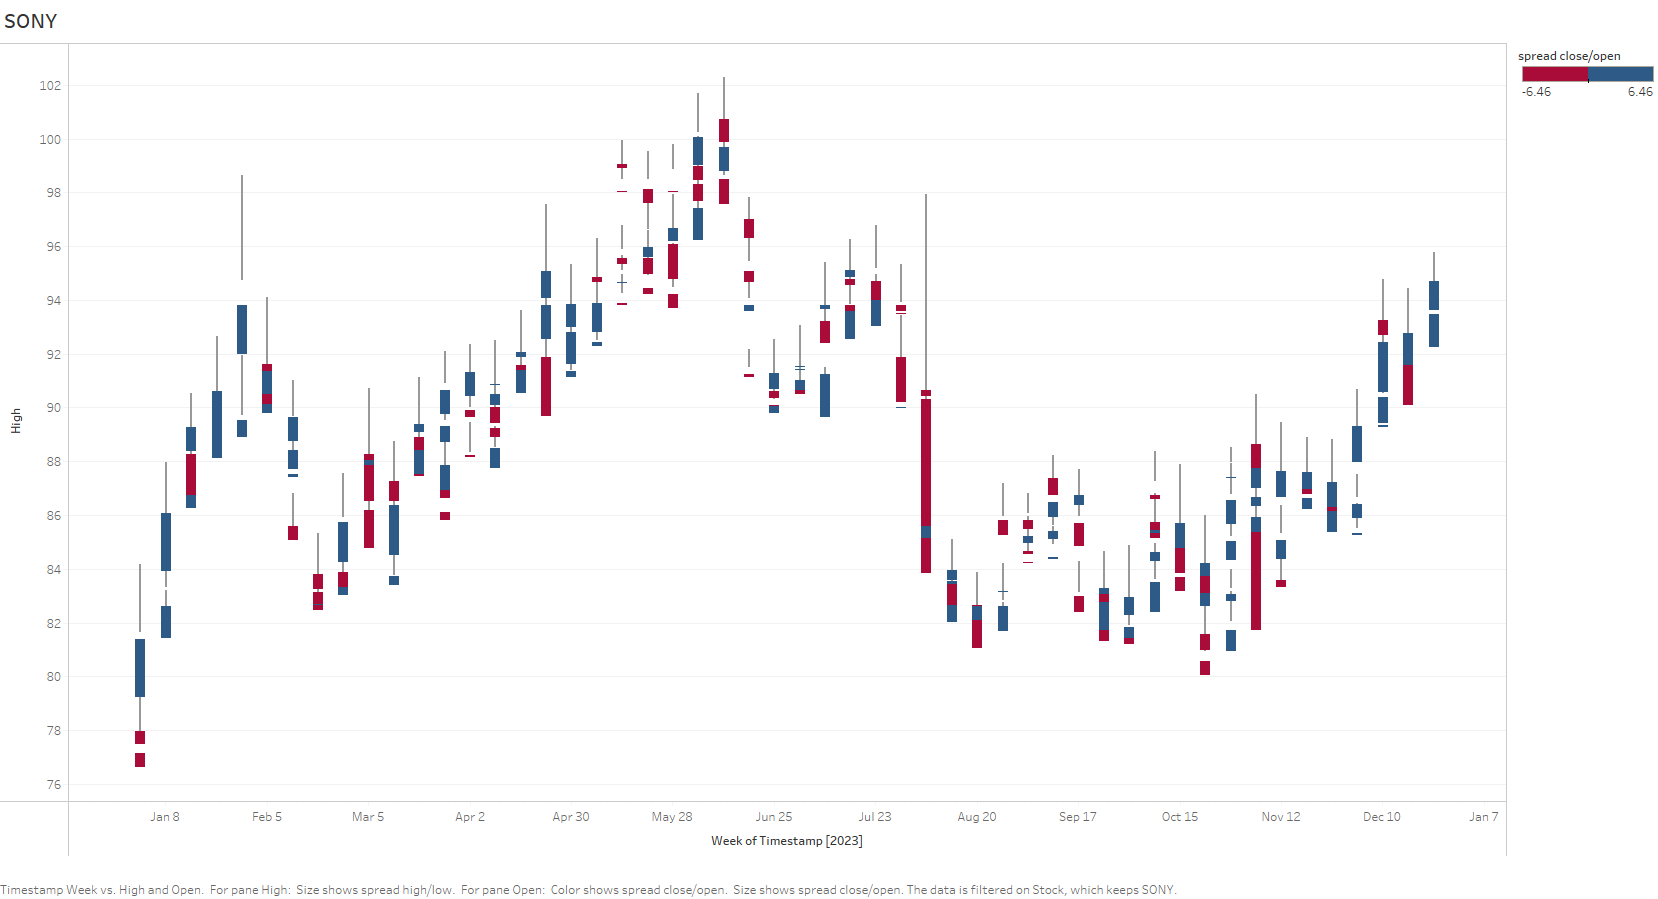 SONY
spread close/open
-6.46 6.46
High
102
100
98
96
94
92
90
88
86
84
82
80
78
76
Jan 8 Feb 5 Mar 5 Apr 2 Apr 30 May 28 Jun 25 Jul 23 Aug 20 Sep 17 Oct 15 Nov 12 Dec 10 Jan 7
Week of Timestamp [2023]
Timestamp Week vs. High and Open. For pane High: Size shows spread high/low. For pane Open: Color shows spread close/open. Size shows spread close/open. The data is filtered on Stock, which keeps SONY.